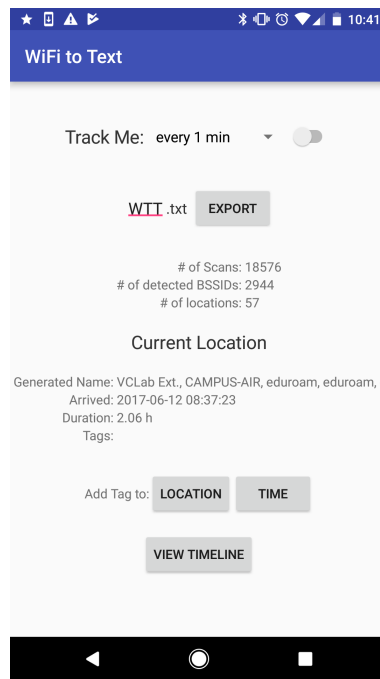 10:41
WiFi to Text
Track Me: every 1 min
WTT .txt EXPORT
# of Scans: 18576
# of detected BSSIDs: 2944
# of locations: 57
Current Location
Generated Name: VCLab Ext., CAMPUS-AIR, eduroam, eduroam,
Arrived: 2017-06-12 08:37:23
Duration: 2.06 h
Tags:
Add Tag to: LOCATION TIME
VIEW TIMELINE